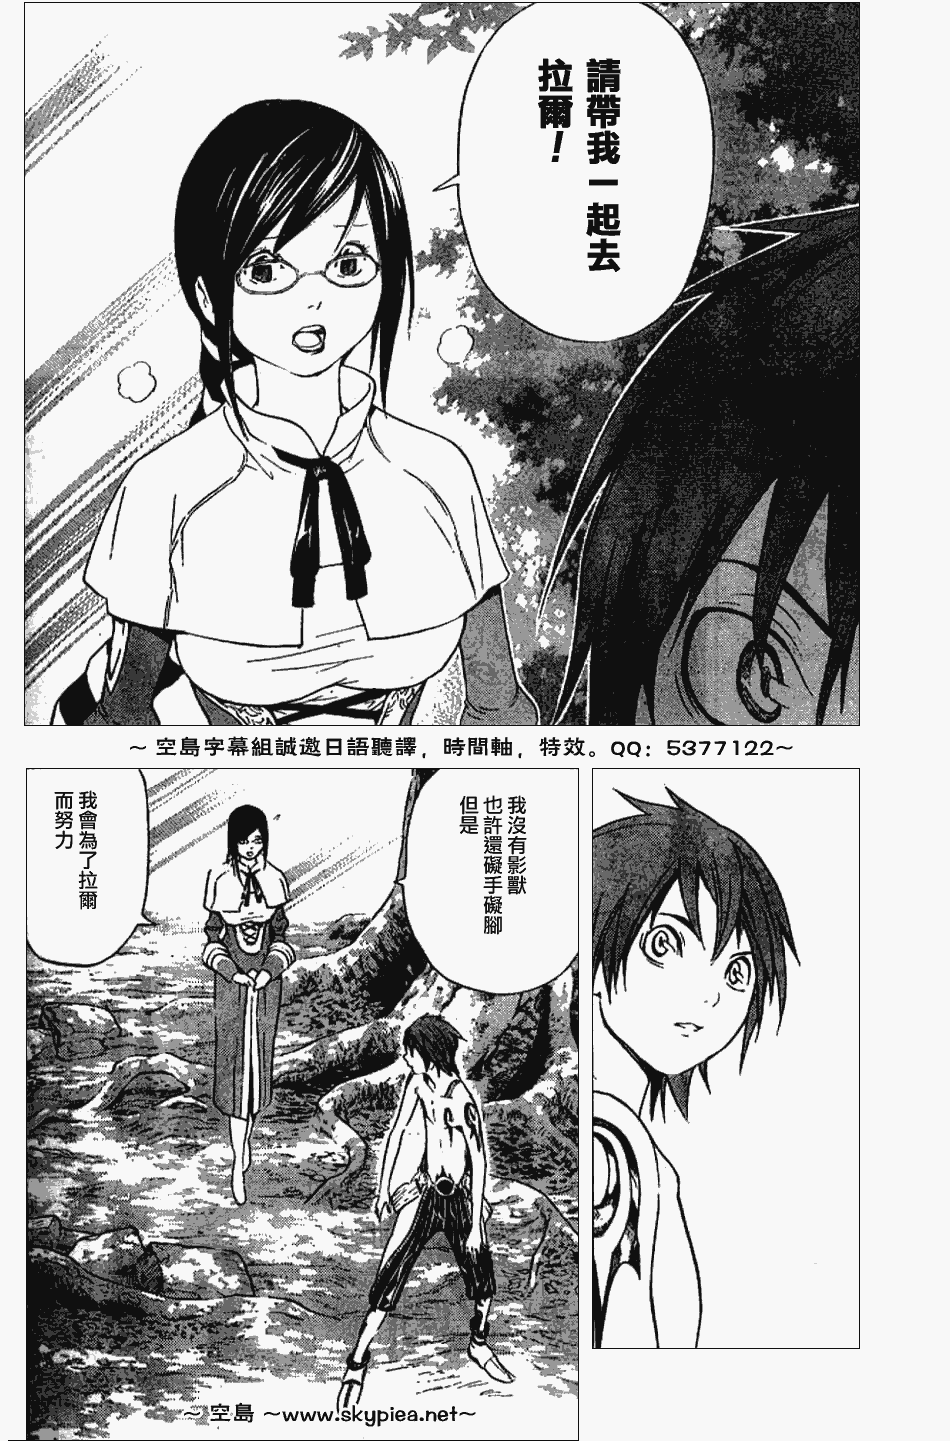 請帶我一起去
拉爾！
～ 空島字幕組誠邀日語聽譯，時間軸，特效。QQ：5377122～
我沒有影獸
也許還礙手礙腳
但是
我會為了拉爾
而努力
～ 空島 ～www.skypiea.net～